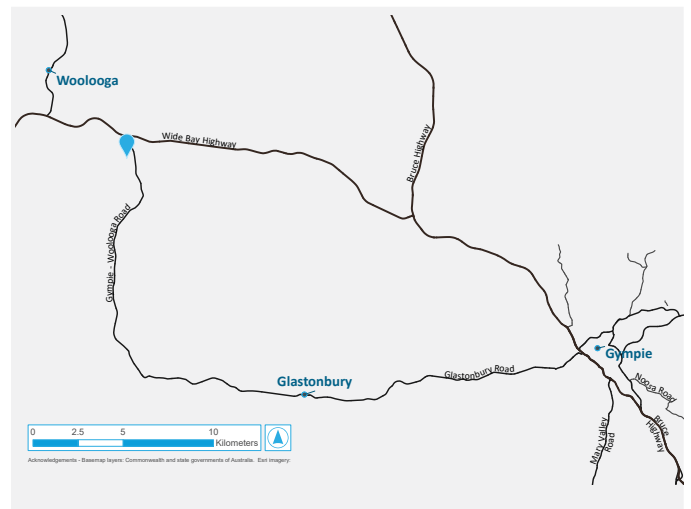 Woolooga
Wide Bay Highway
Bruce Highway
Gympie - Woolooga Road
Gympie
Glastonbury
Glastonbury Road
Noosa Road
Mary Valley
Road
Bruce
Highway
0 2.5 5 10
Kilometers
Acknowledgements - Basemap layers: Commonwealth and state governments of Australia. Esri imagery.